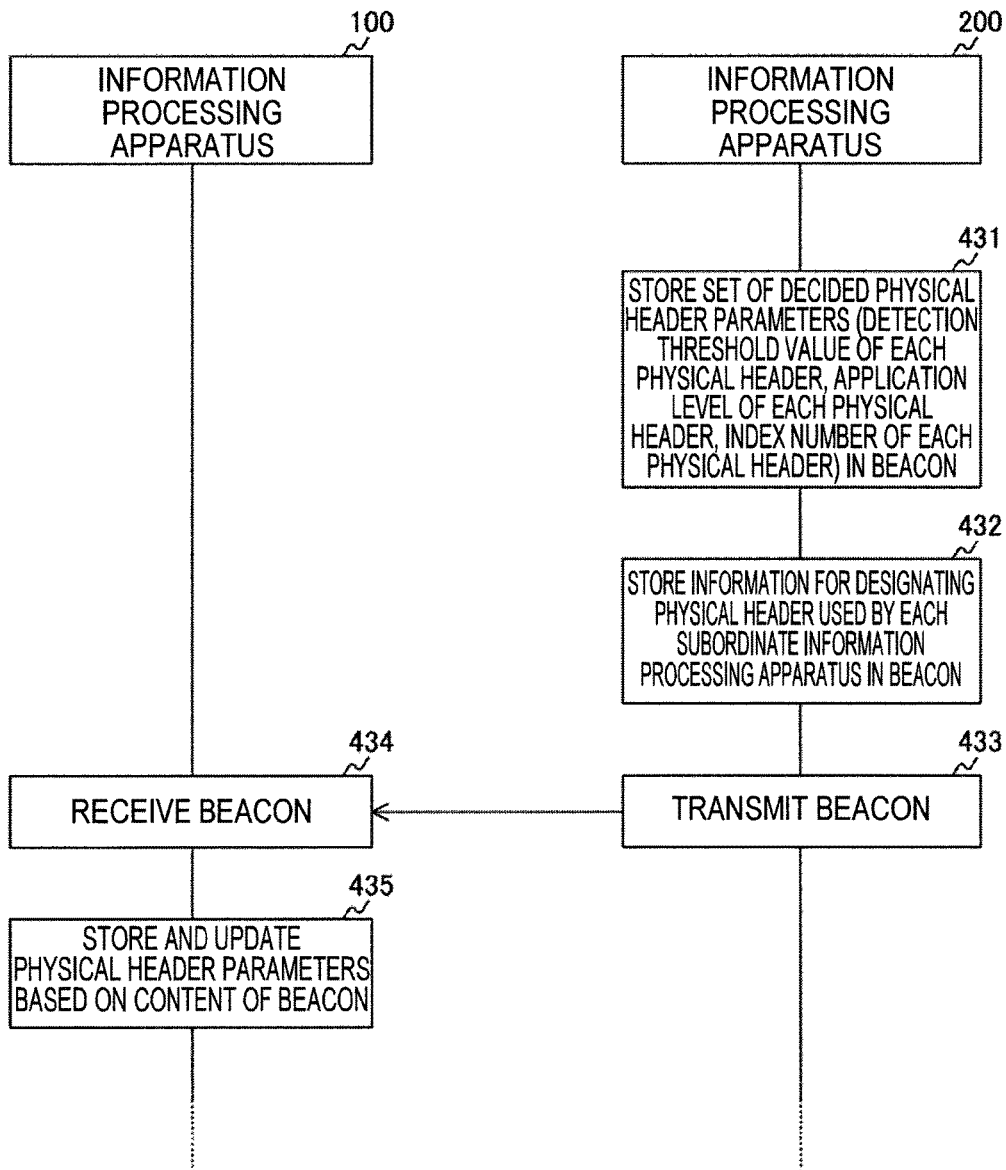 100
200
INFORMATION
PROCESSING
APPARATUS
INFORMATION
PROCESSING
APPARATUS
431
STORE SET OF DECIDED PHYSICAL
HEADER PARAMETERS (DETECTION
THRESHOLD VALUE OF EACH
PHYSICAL HEADER, APPLICATION
LEVEL OF EACH PHYSICAL
HEADER, INDEX NUMBER OF EACH
PHYSICAL HEADER) IN BEACON
432
STORE INFORMATION FOR DESIGNATING
PHYSICAL HEADER USED BY EACH
SUBORDINATE INFORMATION
PROCESSING APPARATUS IN BEACON
434
433
RECEIVE BEACON
TRANSMIT BEACON
435
STORE AND UPDATE
PHYSICAL HEADER PARAMETERS
BASED ON CONTENT OF BEACON